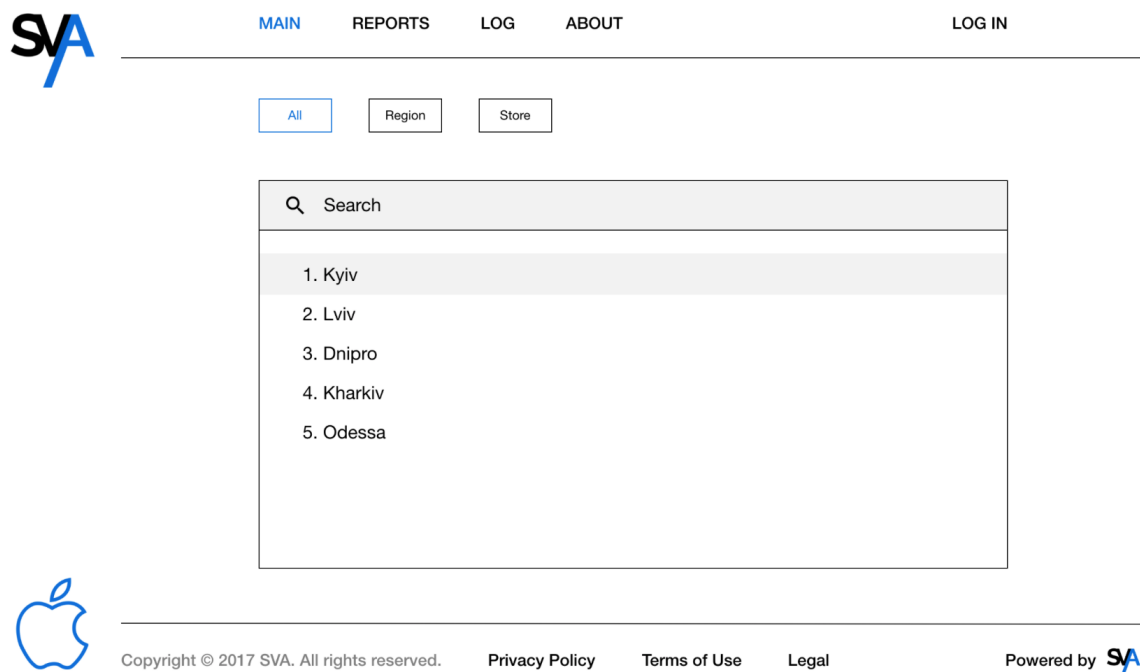 SVA
MAIN REPORTS LOG ABOUT LOG IN
All Region Store
Search
1. Kyiv
2. Lviv
3. Dnipro
4. Kharkiv
5. Odessa
Copyright © 2017 SVA. All rights reserved. Privacy Policy Terms of Use Legal Powered by SVA